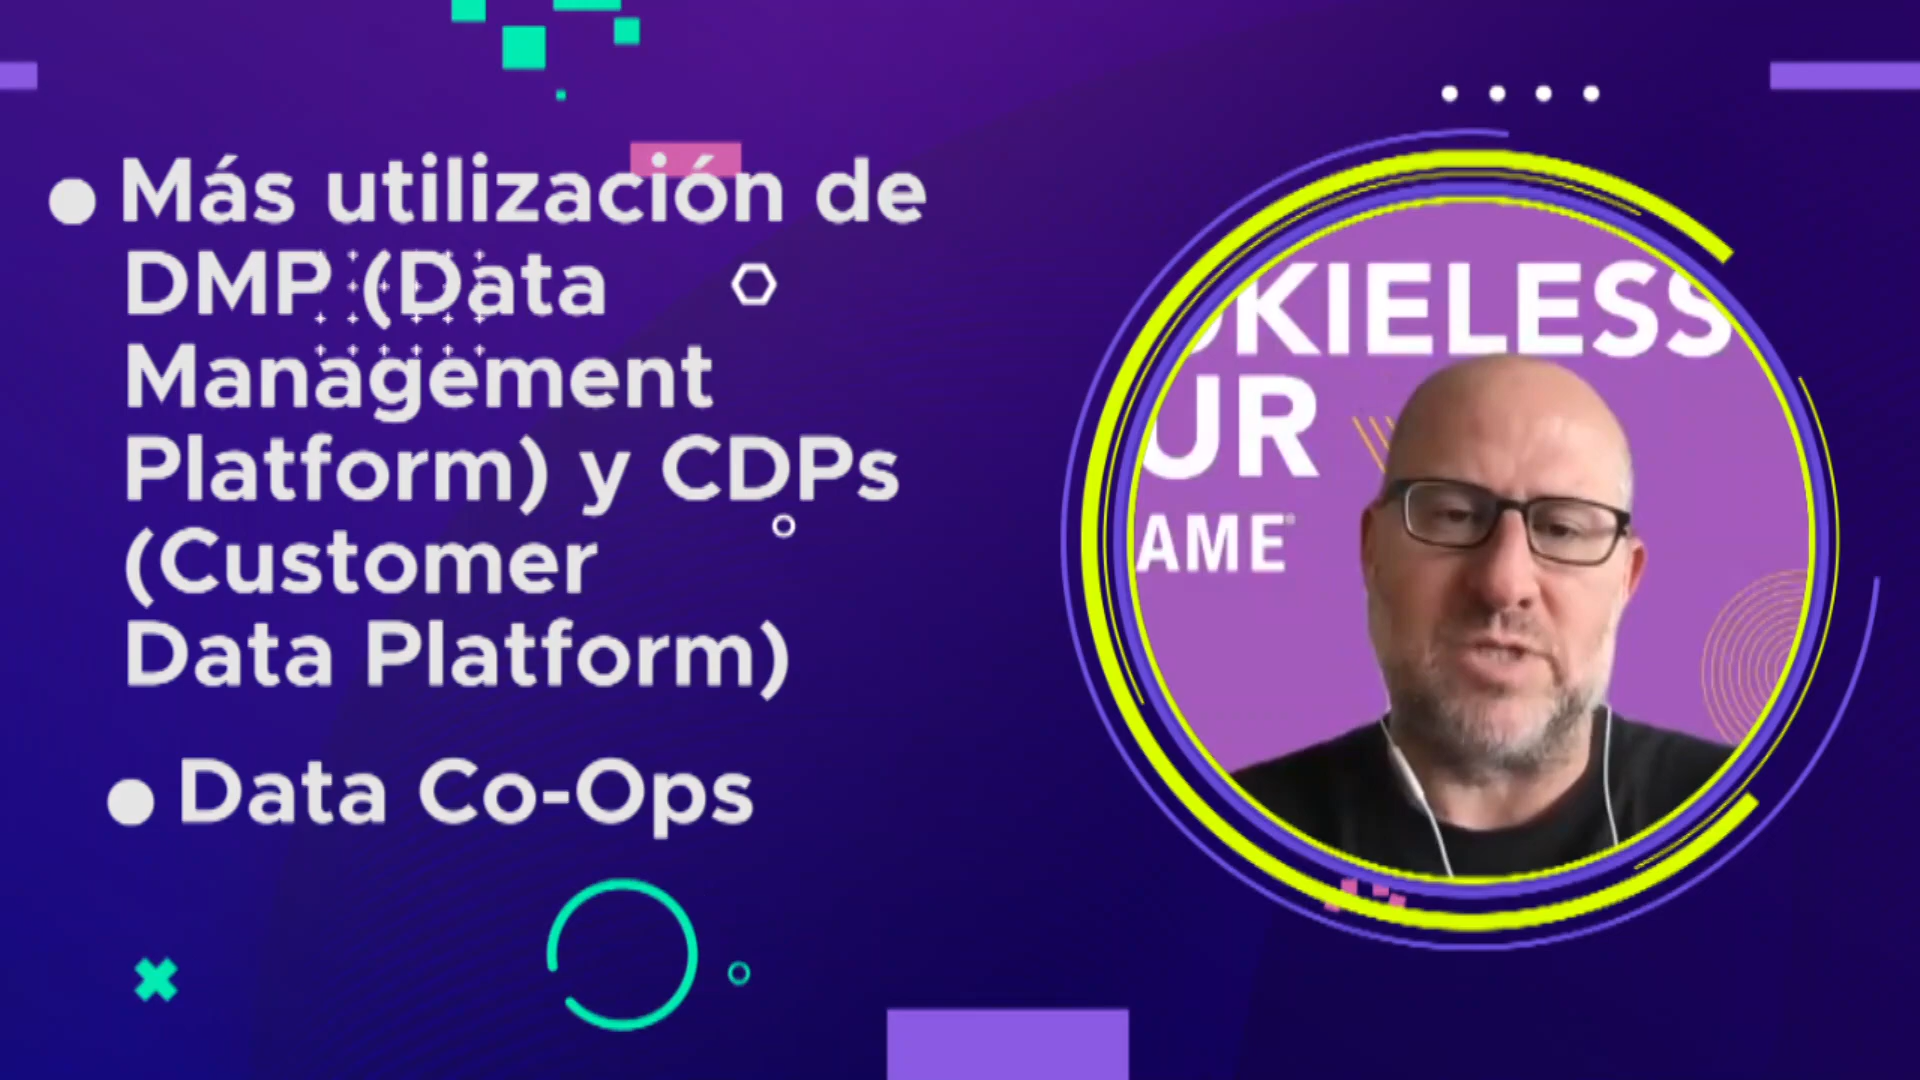 Más utilización de
DMP (Data
Management
Platform) y CDPs
(Customer
Data Platform)
Data Co-Ops
OKIELESS
UR
AME